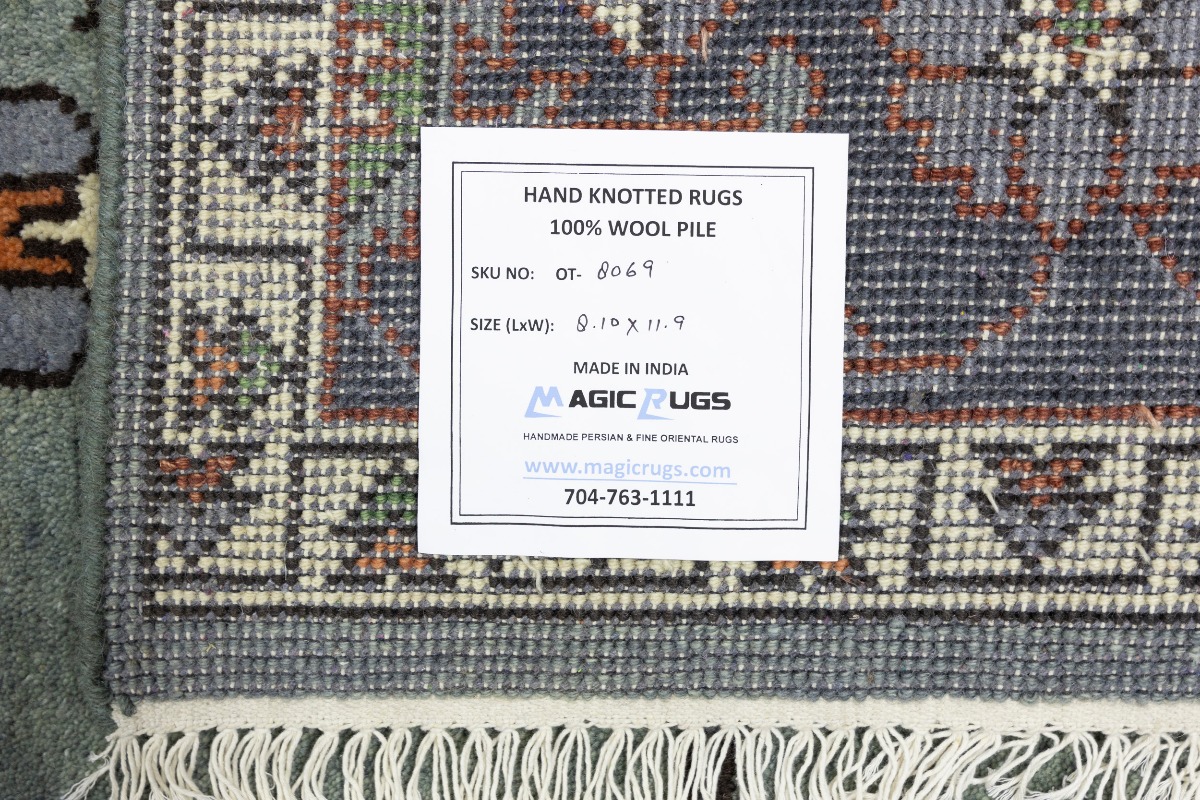 HAND KNOTTED RUGS
100% WOOL PILE
SKU NO: OT- 8069
SIZE (LxW): 8.10 X 11.9
MADE IN INDIA
MAGIC RUGS
HANDMADE PERSIAN & FINE ORIENTAL RUGS
www.magicrugs.com
704-763-1111